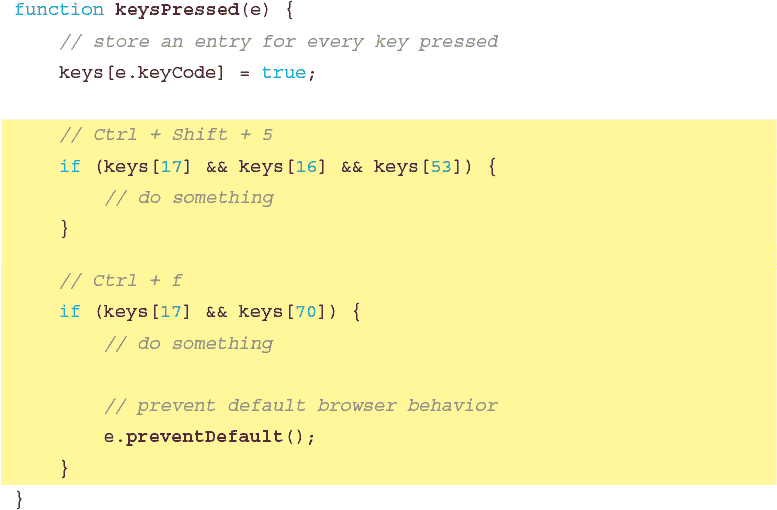 function keysPressed(e) {
    // store an entry for every key pressed
    keys[e.keyCode] = true;

    // Ctrl + Shift + 5
    if (keys[17] && keys[16] && keys[53]) {
        // do something
    }

    // Ctrl + f
    if (keys[17] && keys[70]) {
        // do something

        // prevent default browser behavior
        e.preventDefault();
    }
}